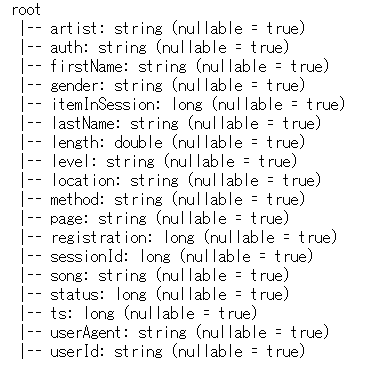 root
 |-- artist: string (nullable = true)
 |-- auth: string (nullable = true)
 |-- firstName: string (nullable = true)
 |-- gender: string (nullable = true)
 |-- itemInSession: long (nullable = true)
 |-- lastName: string (nullable = true)
 |-- length: double (nullable = true)
 |-- level: string (nullable = true)
 |-- location: string (nullable = true)
 |-- method: string (nullable = true)
 |-- page: string (nullable = true)
 |-- registration: long (nullable = true)
 |-- sessionId: long (nullable = true)
 |-- song: string (nullable = true)
 |-- status: long (nullable = true)
 |-- ts: long (nullable = true)
 |-- userAgent: string (nullable = true)
 |-- userId: string (nullable = true)